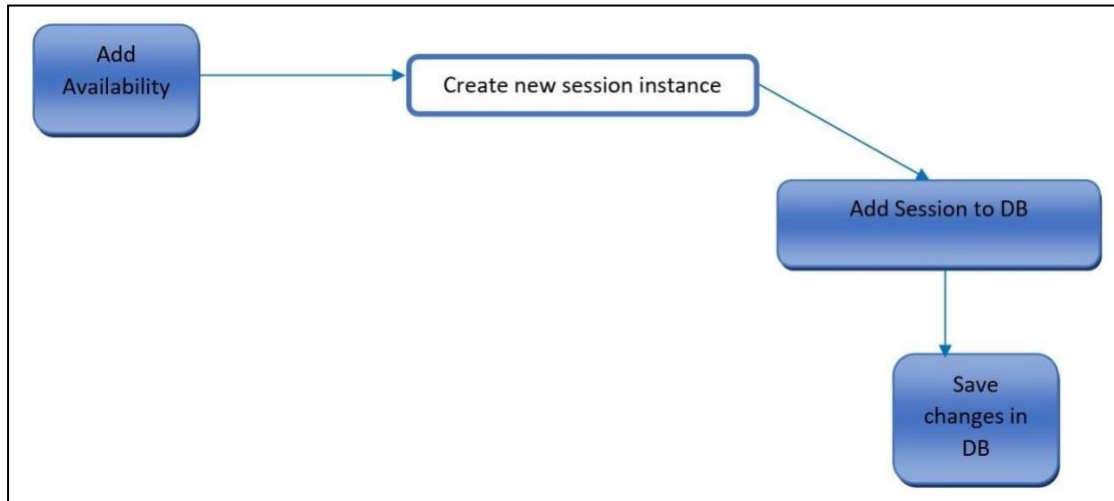 Add
Availability
Create new session instance
Add Session to DB
Save
changes in
DB